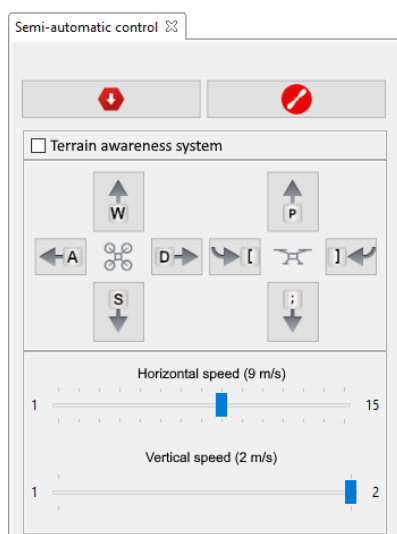 Semi-automatic control
Terrain awareness system
W P
A D [ ]
S ;
Horizontal speed (9 m/s)
1 15
Vertical speed (2 m/s)
1 2